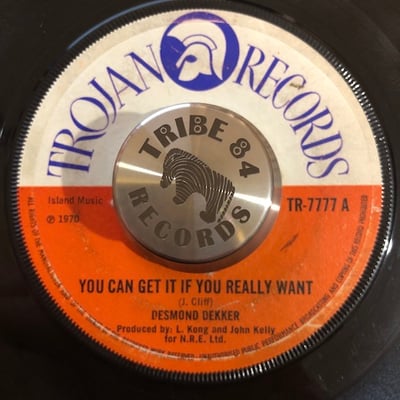 TROJAN RECORDS
TRIBE 84
RECORDS
Island Music
℗ 1970
TR-7777 A
YOU CAN GET IT IF YOU REALLY WANT
(J. Cliff)
DESMOND DEKKER
Produced by: L. Kong and John Kelly
for N.R.E. Ltd.